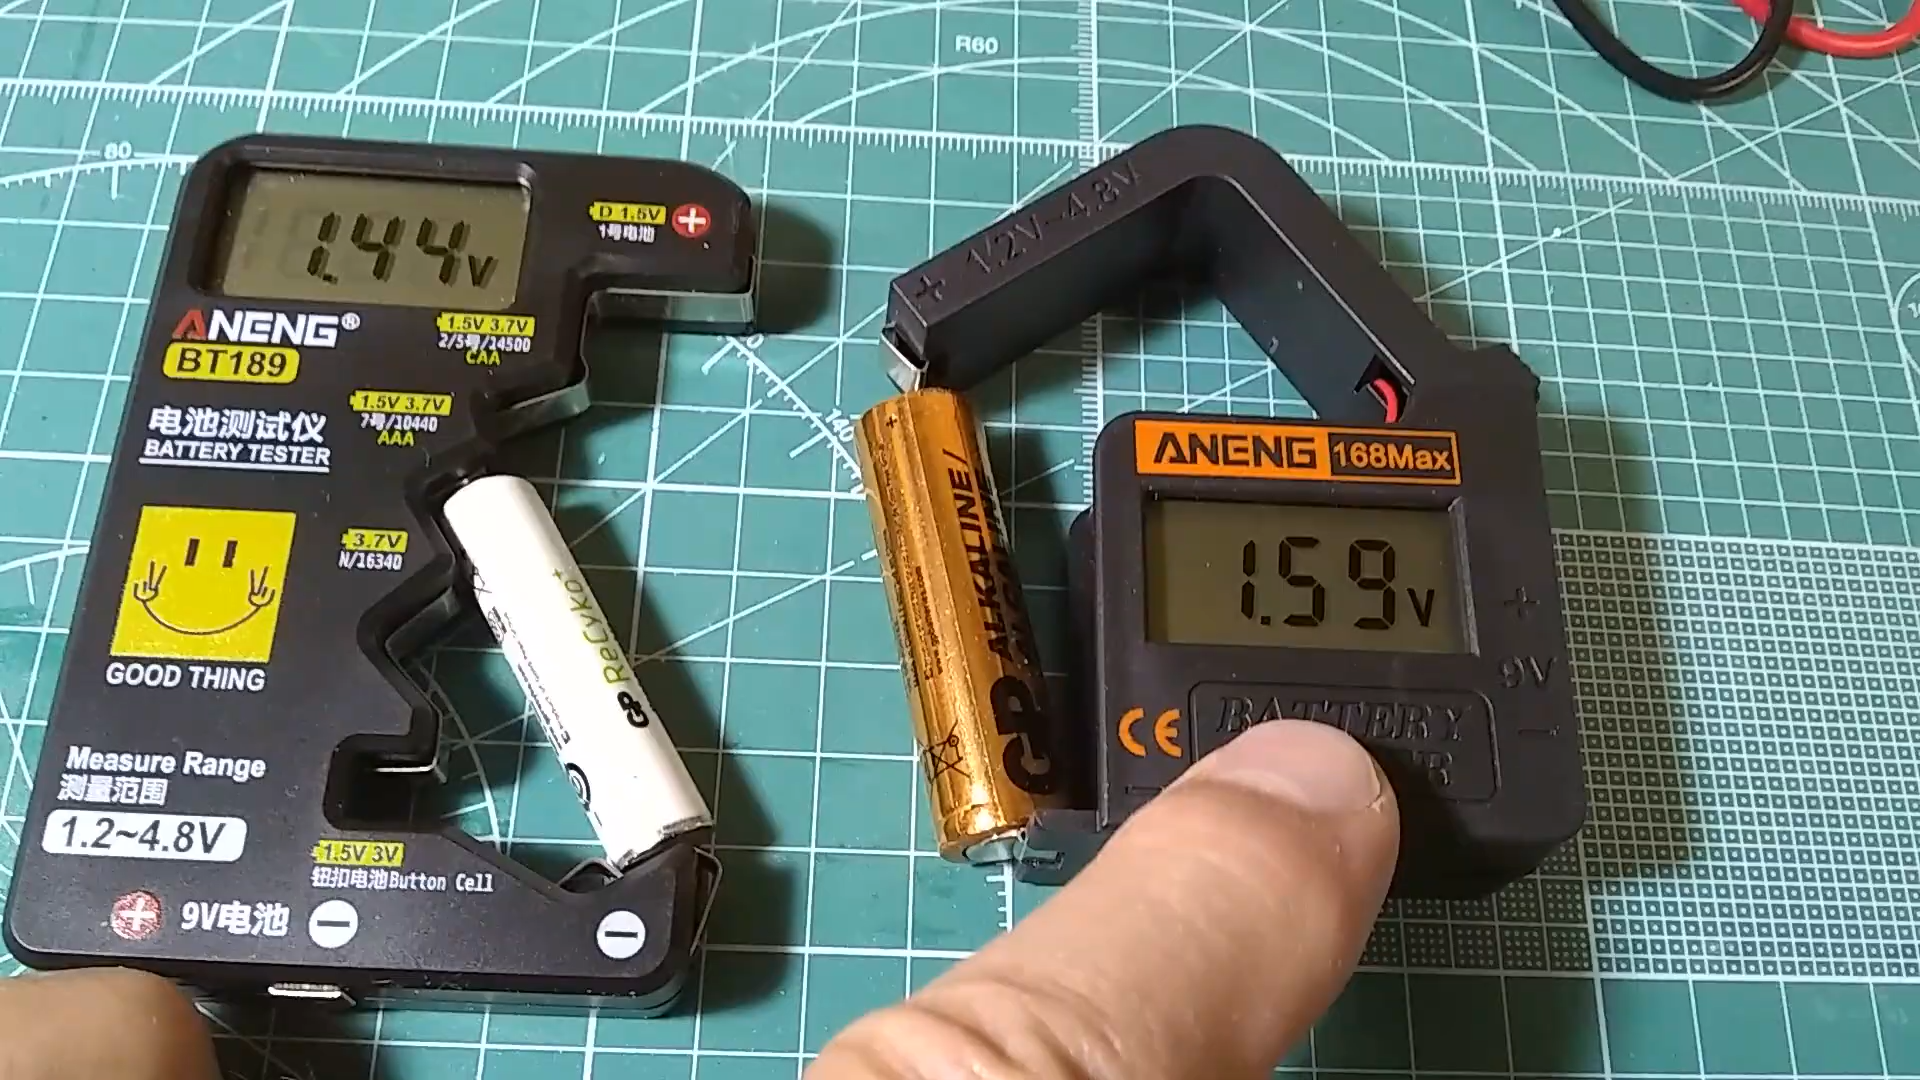 R60
80
1.44V
D 1.5V
1号电池
ANENG®
BT189
1.5V 3.7V
2/5号/14500
CAA
电池测试仪
BATTERY TESTER
1.5V 3.7V
7号/10440
AAA
3.7V
N/16340
GOOD THING
Measure Range
测量范围
1.2~4.8V
1.5V 3V
钮扣电池Button Cell
+ 9V电池 −
−
GP ReCyko+
140
+ 1.2V-4.8V
+
ALKALINE/
GP
ANENG 168Max
1.59V
+
9V
−
CE
BATTERY